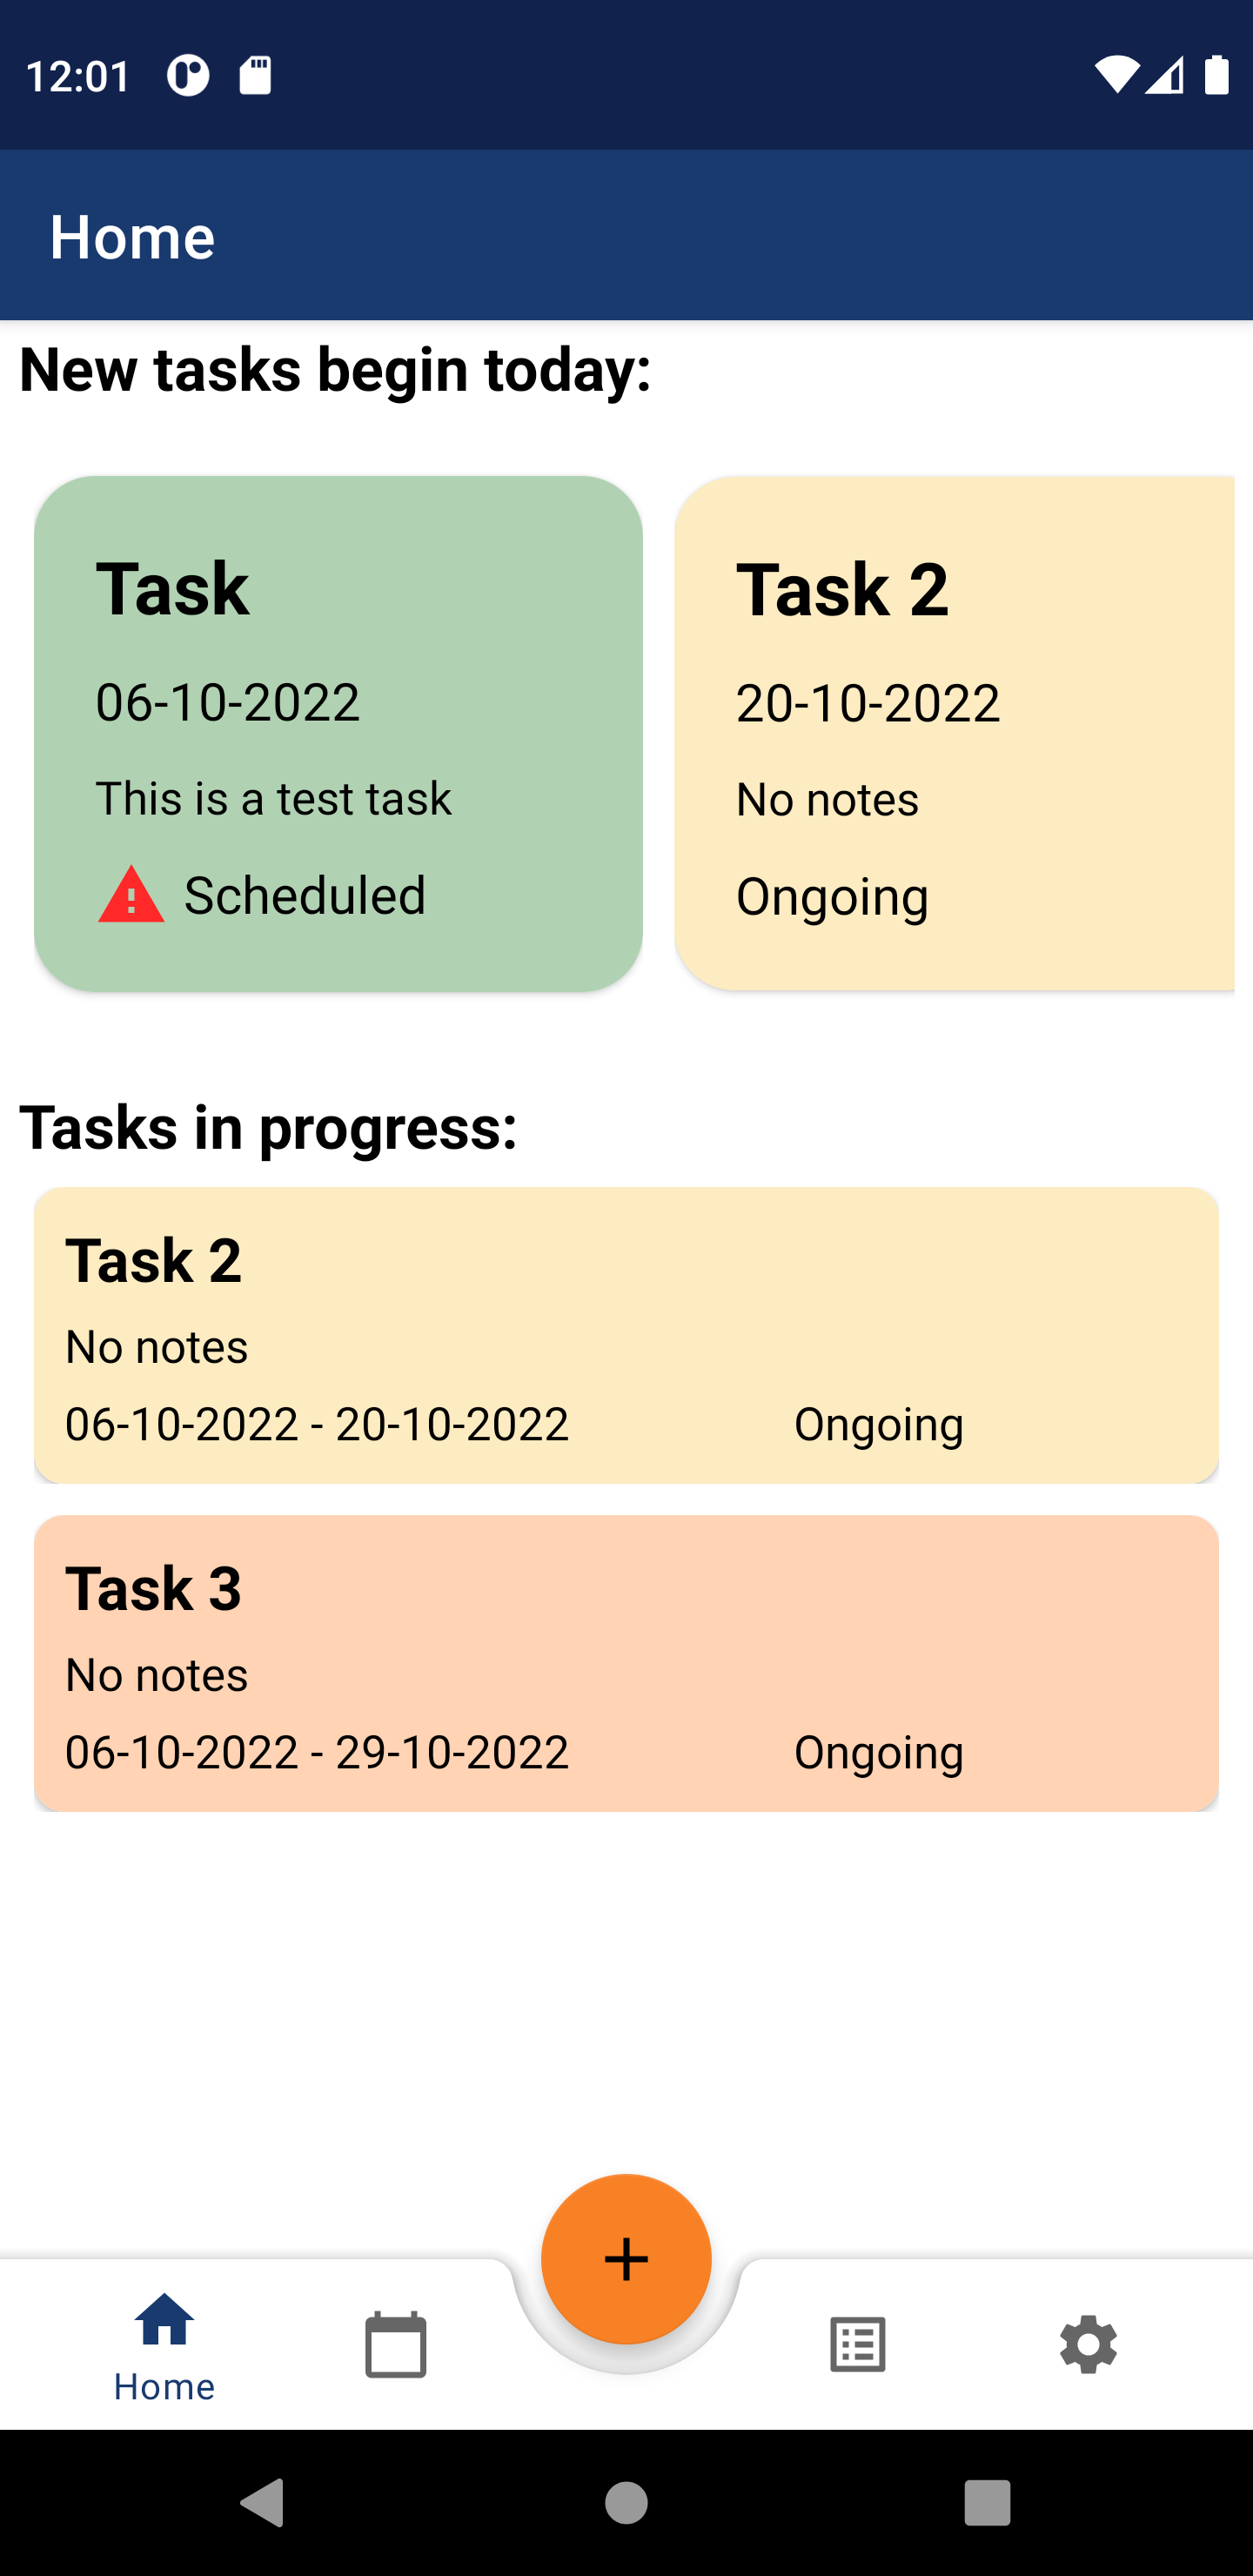 12:01
Home
New tasks begin today:
Task
06-10-2022
This is a test task
Scheduled
Task 2
20-10-2022
No notes
Ongoing
Tasks in progress:
Task 2
No notes
06-10-2022 - 20-10-2022 Ongoing
Task 3
No notes
06-10-2022 - 29-10-2022 Ongoing
Home